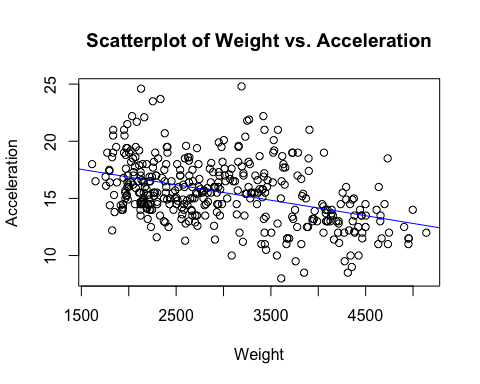 Scatterplot of Weight vs. Acceleration
25
20
15
10
Acceleration
1500 2500 3500 4500
Weight